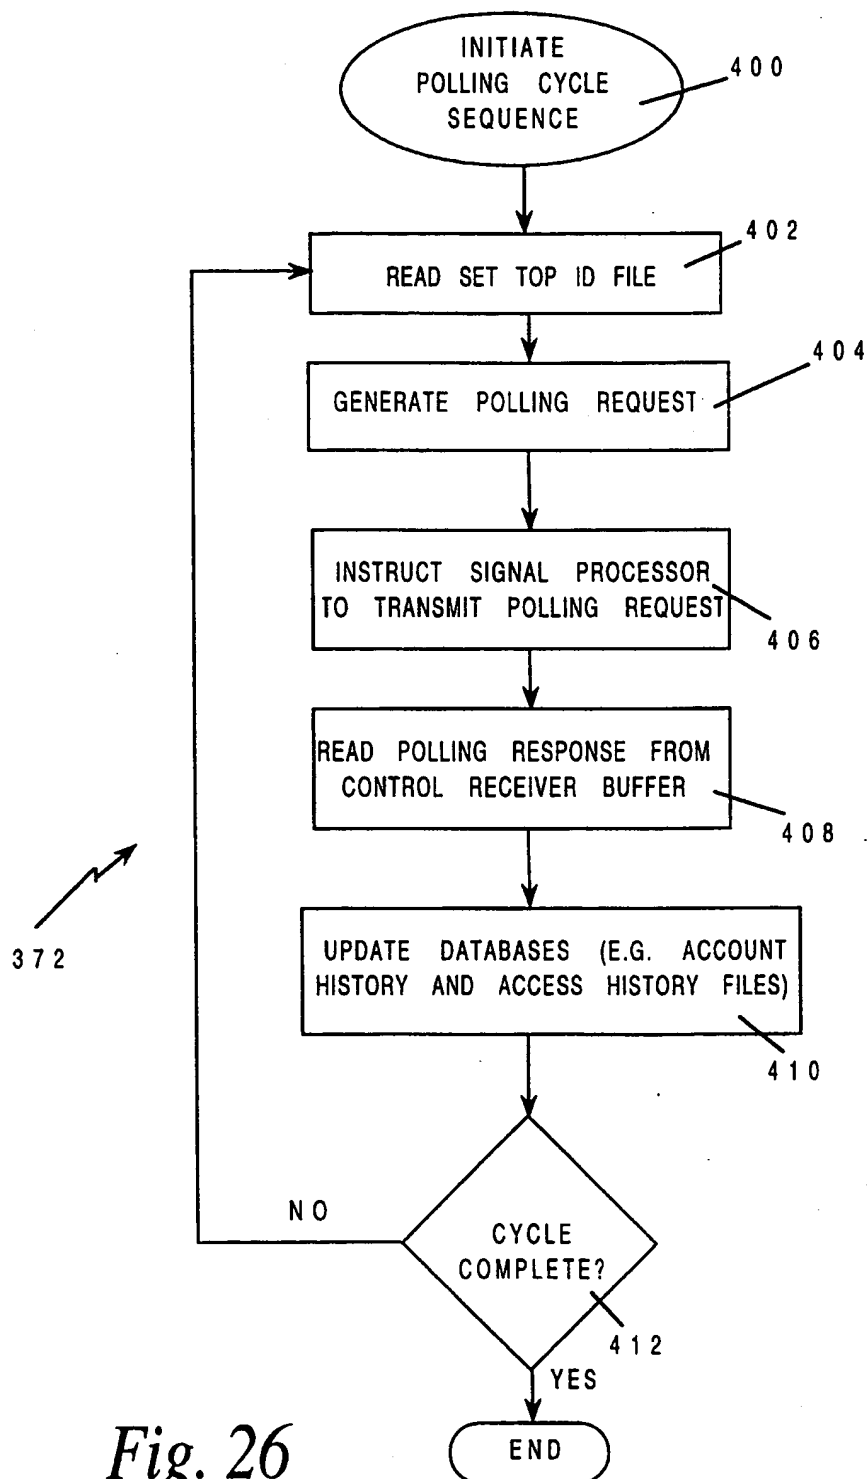 INITIATE
POLLING CYCLE
SEQUENCE
400
402
READ SET TOP ID FILE
404
GENERATE POLLING REQUEST
INSTRUCT SIGNAL PROCESSOR
TO TRANSMIT POLLING REQUEST
406
READ POLLING RESPONSE FROM
CONTROL RECEIVER BUFFER
408
372
UPDATE DATABASES (E.G. ACCOUNT
HISTORY AND ACCESS HISTORY FILES)
410
NO
CYCLE
COMPLETE?
412
YES
END
Fig. 26